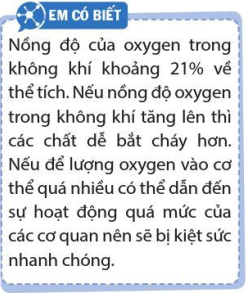 EM CÓ BIẾT
Nồng độ của oxygen trong
không khí khoảng 21% về
thể tích. Nếu nồng độ oxygen
trong không khí tăng lên thì
các chất dễ bắt cháy hơn.
Nếu để lượng oxygen vào cơ
thể quá nhiều có thể dẫn đến
sự hoạt động quá mức của
các cơ quan nên sẽ bị kiệt sức
nhanh chóng.